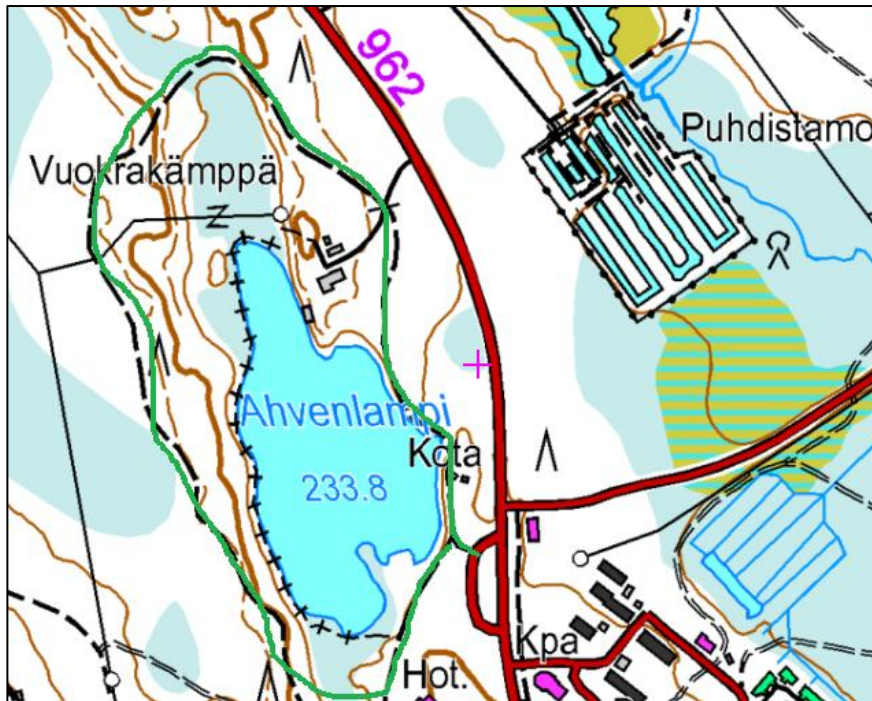 962
Puhdistamo
Vuokrakämppä
Ahvenlampi
Kota
233.8
Kpa
Hot.